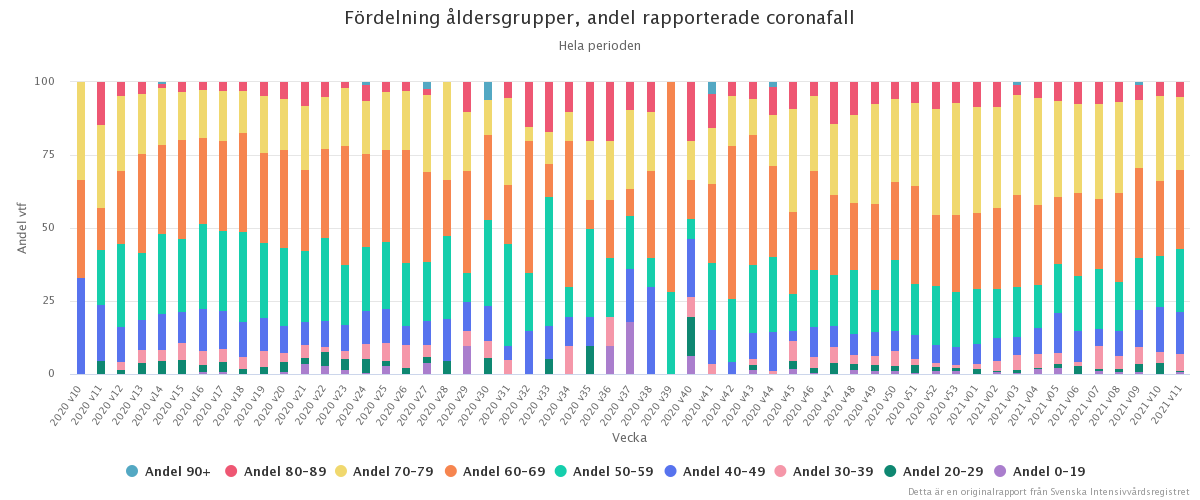 Fördelning åldersgrupper, andel rapporterade coronafall
Hela perioden
Andel vtf
100
75
50
25
0
2020 v10 2020 v11 2020 v12 2020 v13 2020 v14 2020 v15 2020 v16 2020 v17 2020 v18 2020 v19 2020 v20 2020 v21 2020 v22 2020 v23 2020 v24 2020 v25 2020 v26 2020 v27 2020 v28 2020 v29 2020 v30 2020 v31 2020 v32 2020 v33 2020 v34 2020 v35 2020 v36 2020 v37 2020 v38 2020 v39 2020 v40 2020 v41 2020 v42 2020 v43 2020 v44 2020 v45 2020 v46 2020 v47 2020 v48 2020 v49 2020 v50 2020 v51 2020 v52 2020 v53 2021 v01 2021 v02 2021 v03 2021 v04 2021 v05 2021 v06 2021 v07 2021 v08 2021 v09 2021 v10 2021 v11
Vecka
Andel 90+ Andel 80–89 Andel 70–79 Andel 60–69 Andel 50–59 Andel 40–49 Andel 30–39 Andel 20–29 Andel 0–19
Detta är en originalrapport från Svenska Intensivvårdsregistret